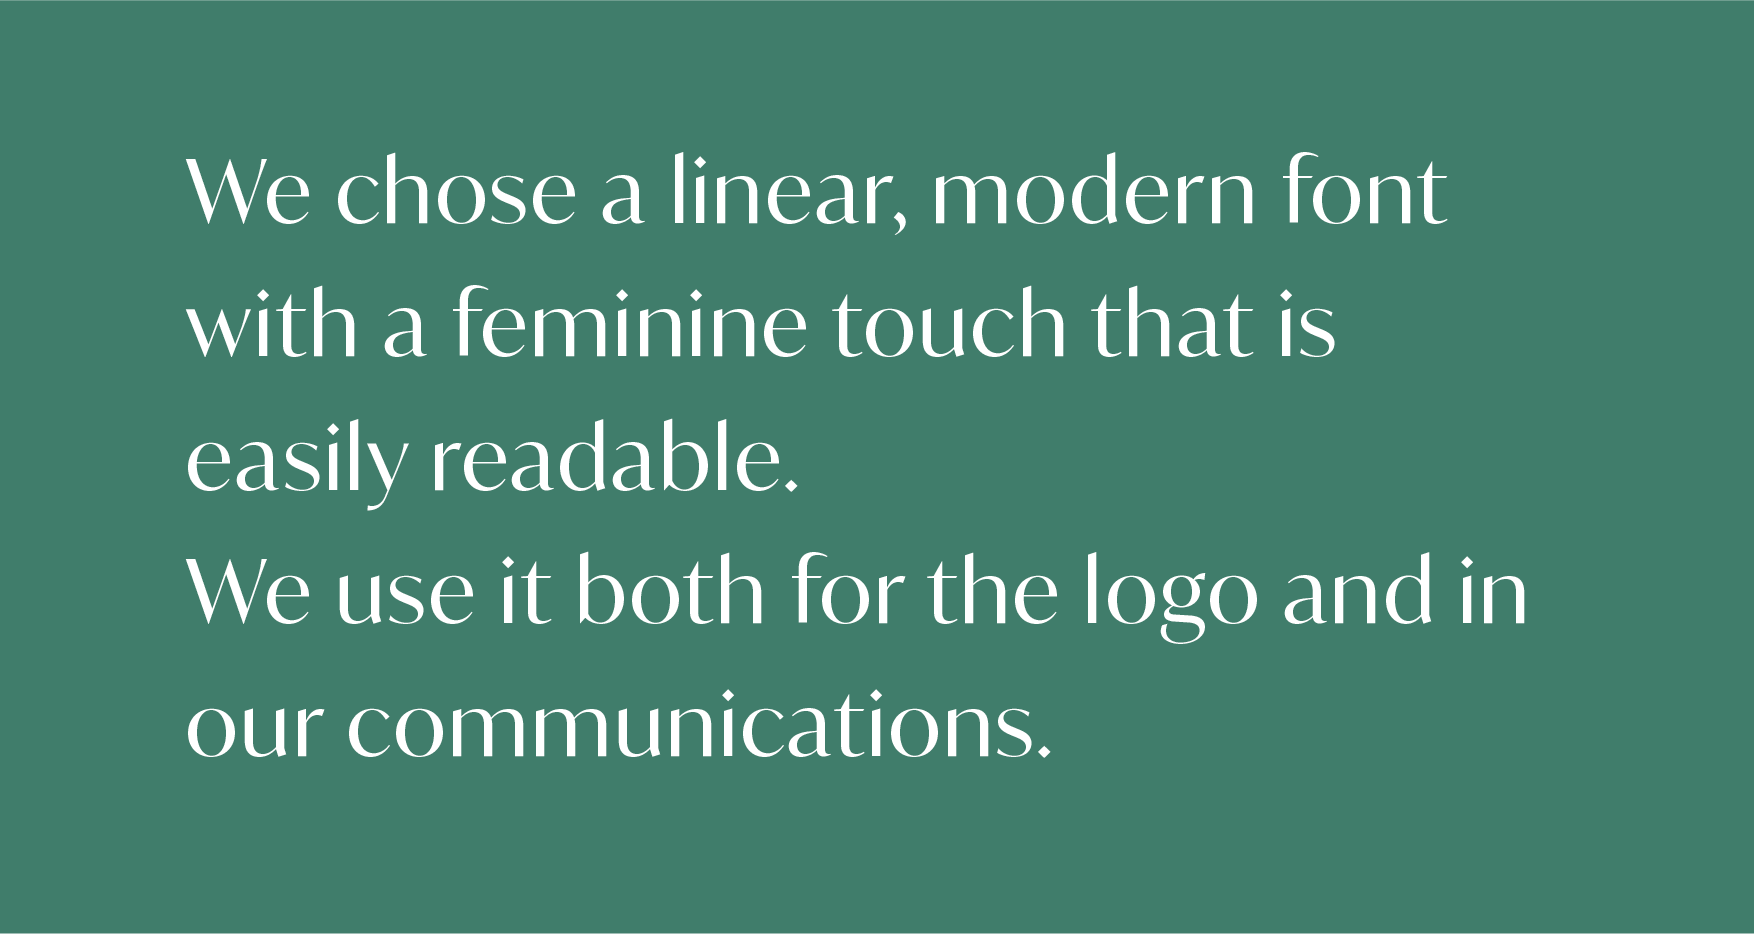 We chose a linear, modern font
with a feminine touch that is
easily readable.
We use it both for the logo and in
our communications.